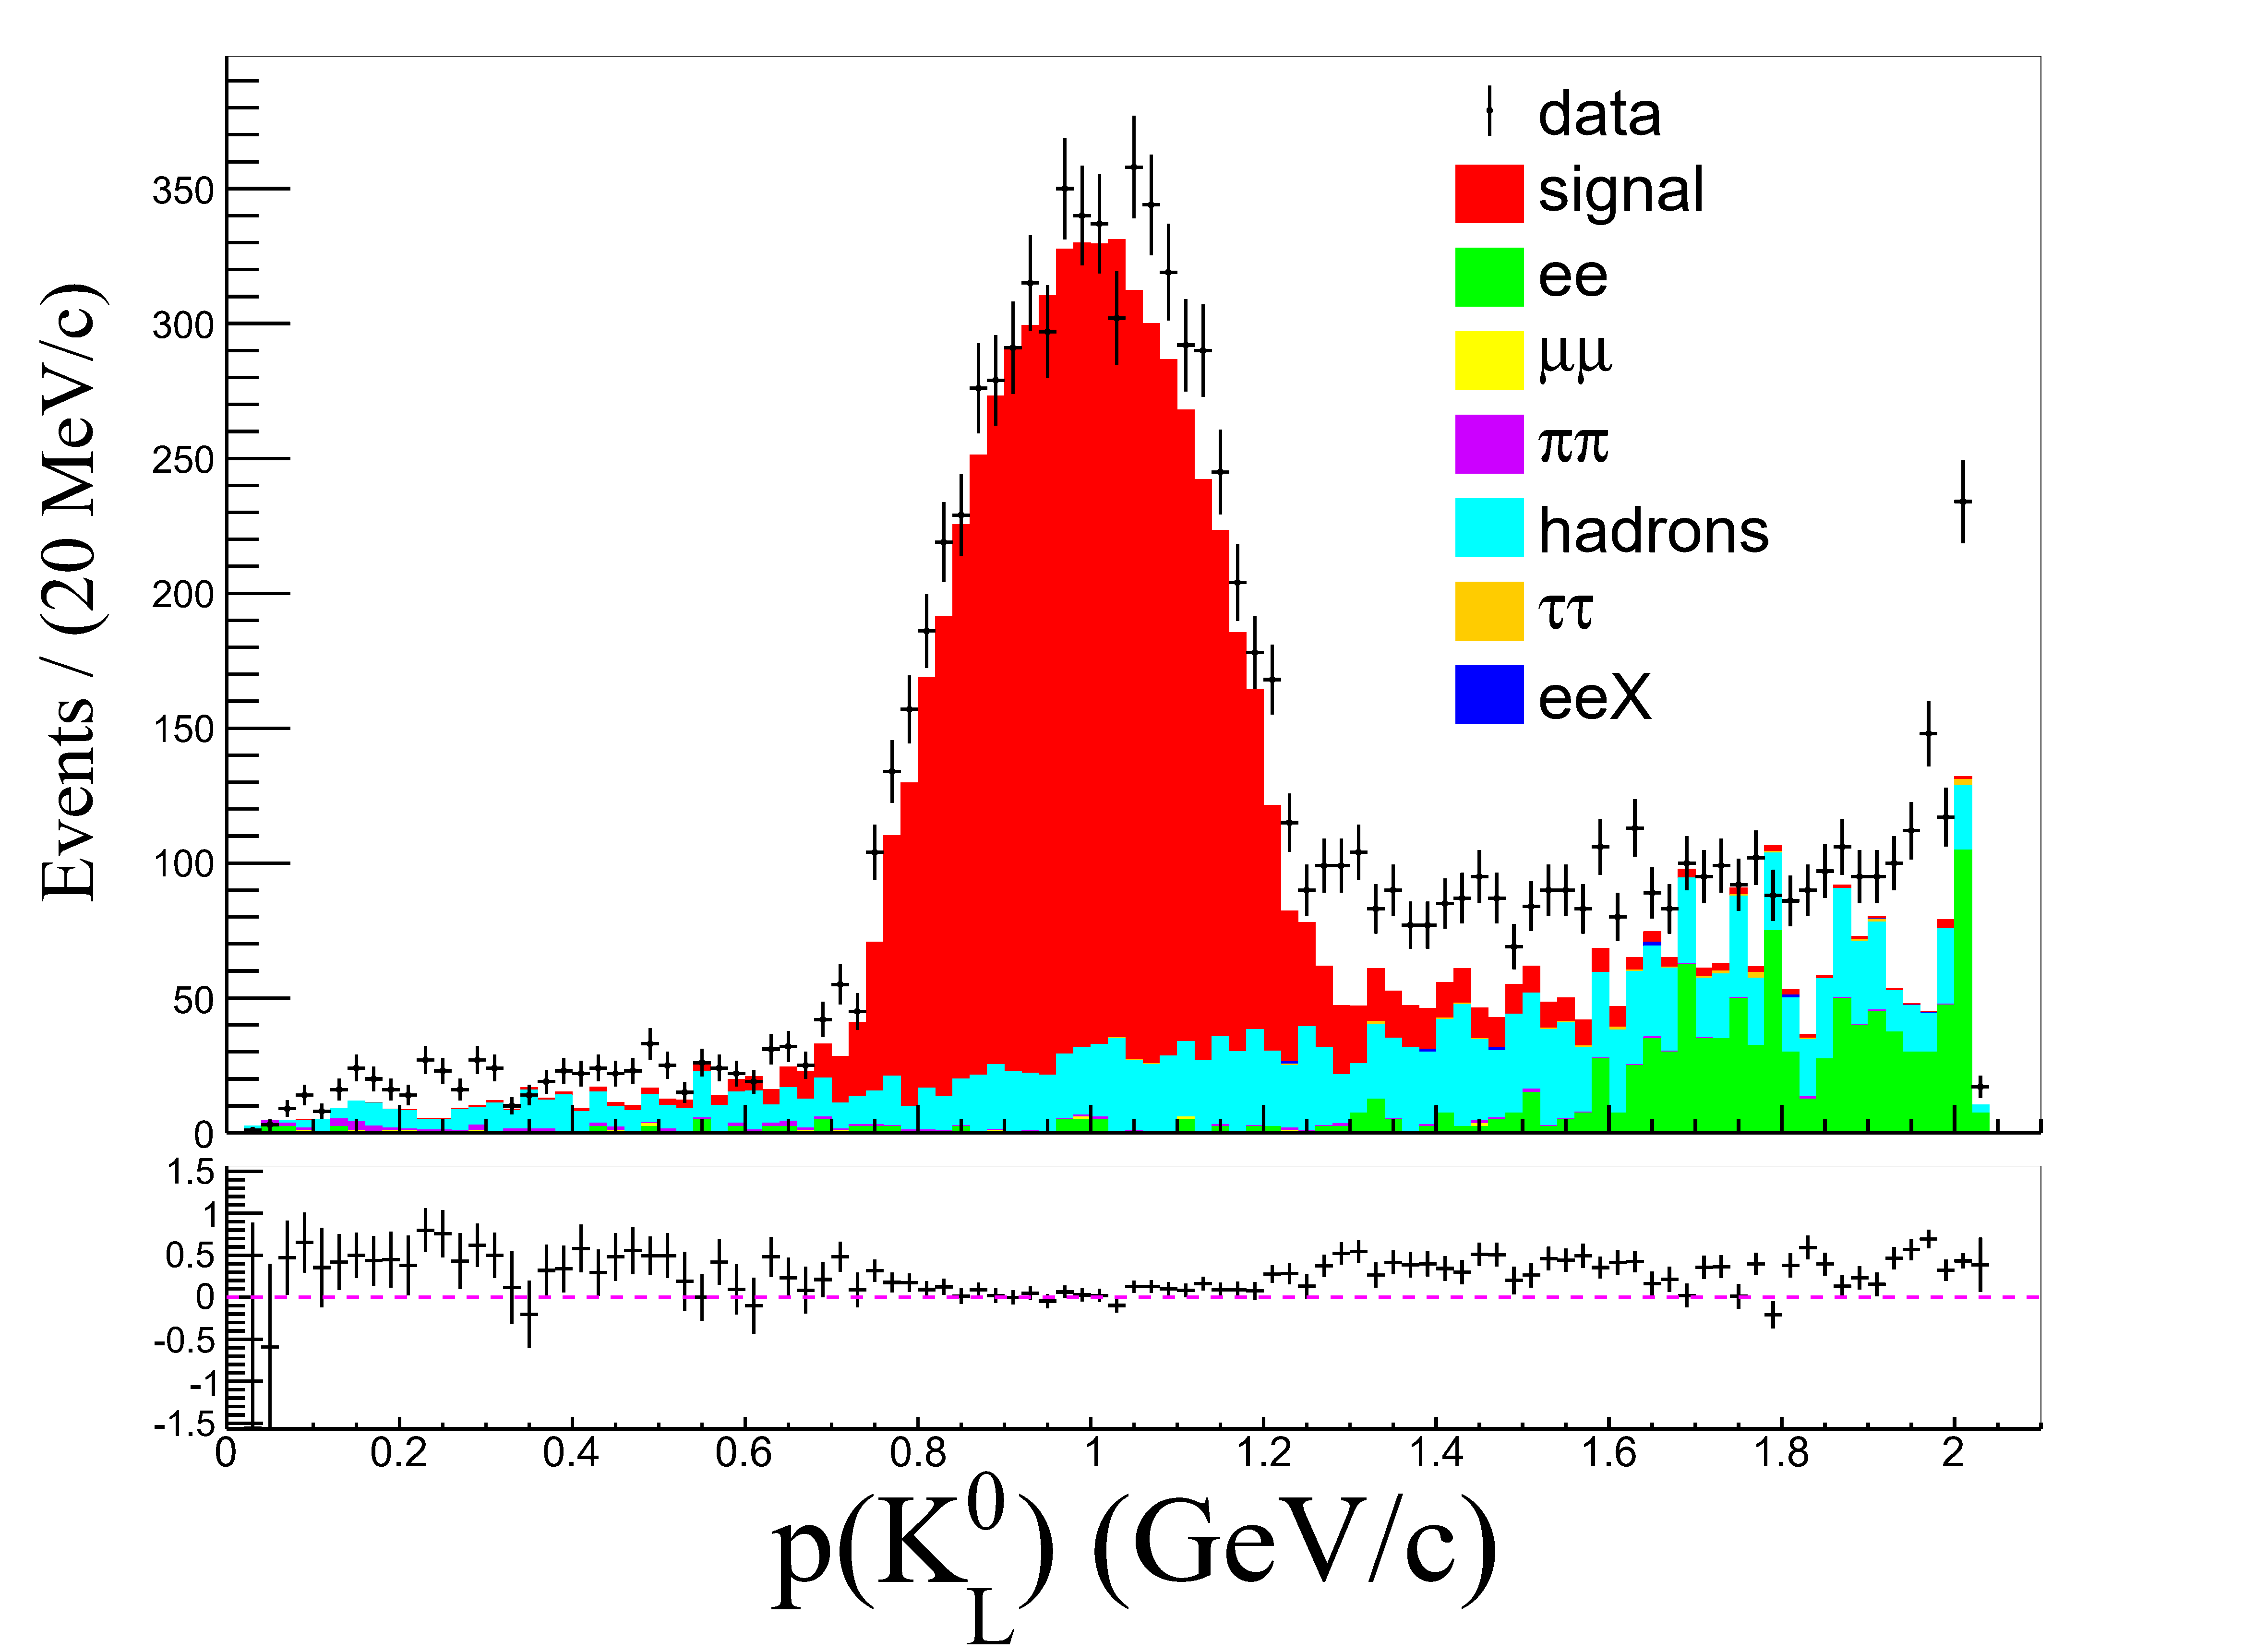 Events / (20 MeV/c)
350
300
250
200
150
100
50
0
data
signal
ee
μμ
ππ
hadrons
ττ
eeX
1.5
1
0.5
0
-0.5
-1
-1.5
0 0.2 0.4 0.6 0.8 1 1.2 1.4 1.6 1.8 2
p(K⁰_L) (GeV/c)